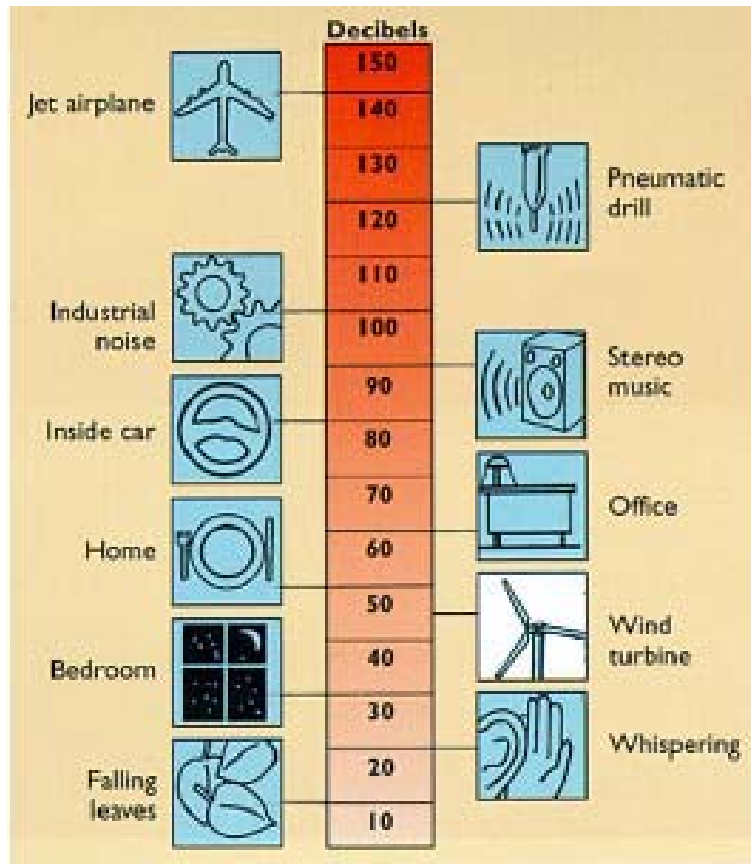 Decibels
150
Jet airplane
140
130
Pneumatic
drill
120
110
Industrial
noise
100
Stereo
music
90
Inside car
80
70
Office
60
Home
50
Wind
turbine
40
Bedroom
30
Whispering
20
Falling
leaves
10